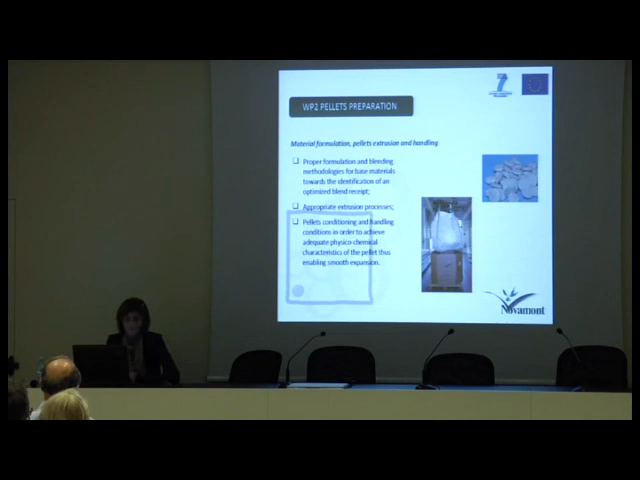 WP2 PELLETS PREPARATION
Material formulation, pellets extrusion and handling
Proper formulation and blending
methodologies for base materials
towards the identification of an
optimized blend receipt;
Appropriate extrusion processes;
Pellets conditioning and handling
conditions in order to achieve
adequate physico-chemical
characteristics of the pellet thus
enabling smooth expansion.
Novamont